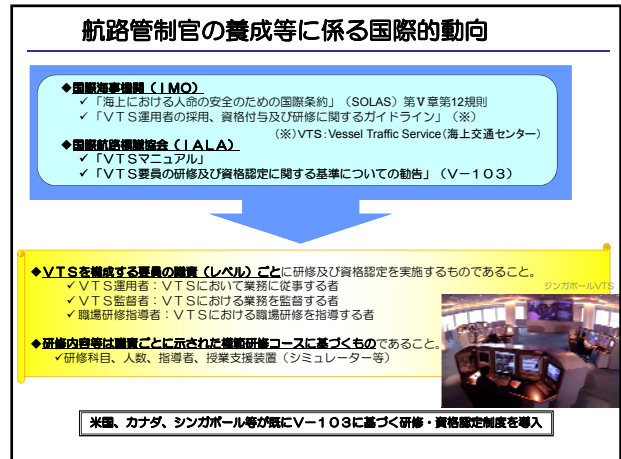 航路管制官の養成等に係る国際的動向
◆国際海事機関（ＩＭＯ）
✓「海上における人命の安全のための国際条約」（SOLAS）第Ⅴ章第12規則
✓「ＶＴＳ運用者の採用、資格付与及び研修に関するガイドライン」（※）
（※）VTS：Vessel Traffic Service（海上交通センター）
◆国際航路標識協会（ＩＡＬＡ）
✓「ＶＴＳマニュアル」
✓「ＶＴＳ要員の研修及び資格認定に関する基準についての勧告」（Ｖ－１０３）
◆ＶＴＳを構成する要員の職責（レベル）ごとに研修及び資格認定を実施するものであること。
✓ＶＴＳ運用者：ＶＴＳにおいて業務に従事する者
✓ＶＴＳ監督者：ＶＴＳにおける業務を監督する者
✓職場研修指導者：ＶＴＳにおける職場研修を指導する者
シンガポールVTS
◆研修内容等は職責ごとに示された模範研修コースに基づくものであること。
✓研修科目、人数、指導者、授業支援装置（シミュレーター等）
米国、カナダ、シンガポール等が既にＶ－１０３に基づく研修・資格認定制度を導入